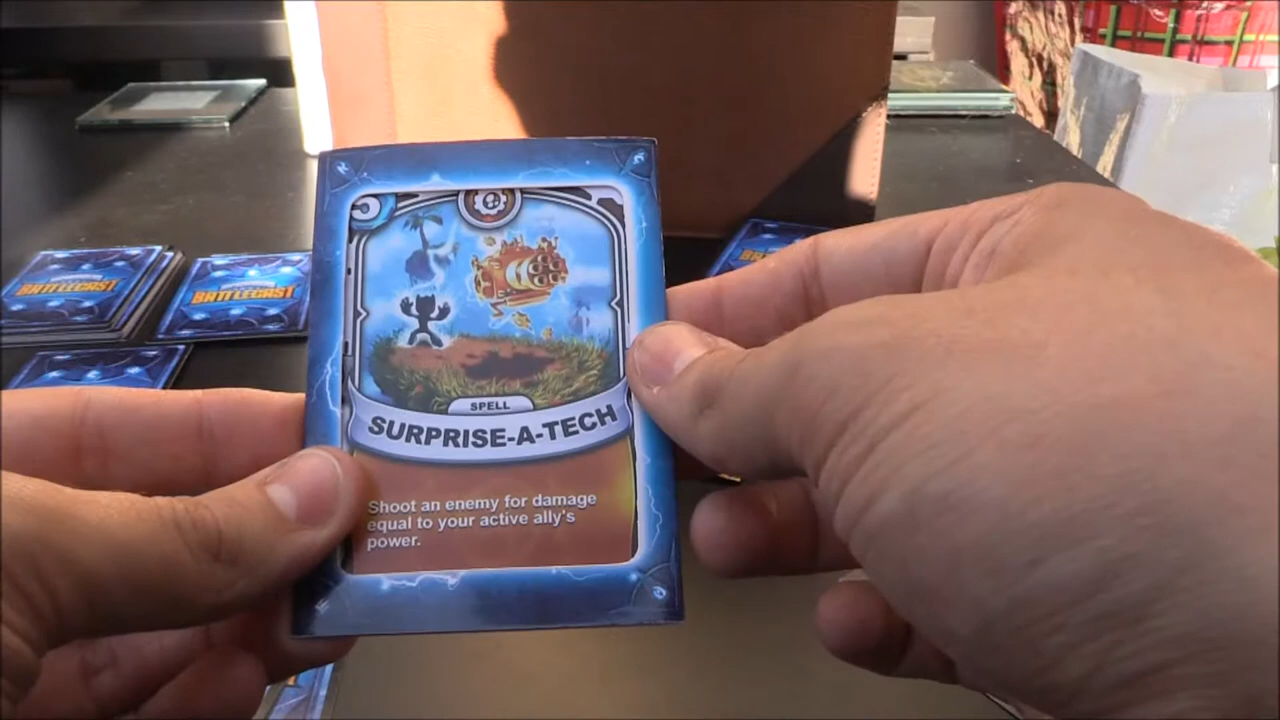 BATTLECAST
BATTLECAST
SPELL
SURPRISE-A-TECH
Shoot an enemy for damage
equal to your active ally's
power.